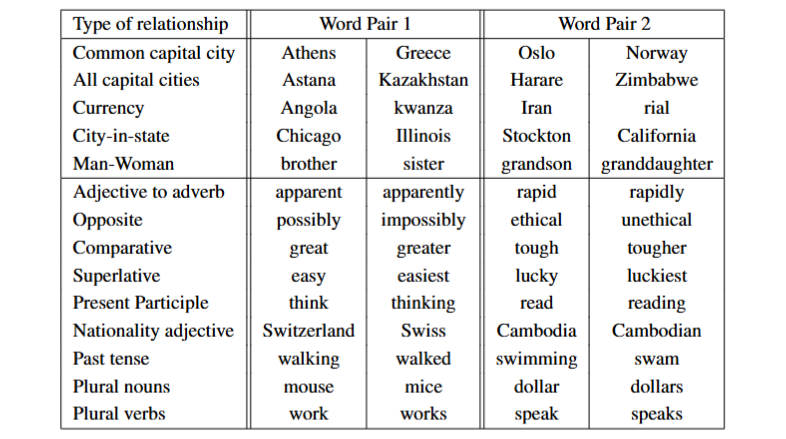 Type of relationship Word Pair 1 Word Pair 2
Common capital city Athens Greece Oslo Norway
All capital cities Astana Kazakhstan Harare Zimbabwe
Currency Angola kwanza Iran rial
City-in-state Chicago Illinois Stockton California
Man-Woman brother sister grandson granddaughter
Adjective to adverb apparent apparently rapid rapidly
Opposite possibly impossibly ethical unethical
Comparative great greater tough tougher
Superlative easy easiest lucky luckiest
Present Participle think thinking read reading
Nationality adjective Switzerland Swiss Cambodia Cambodian
Past tense walking walked swimming swam
Plural nouns mouse mice dollar dollars
Plural verbs work works speak speaks